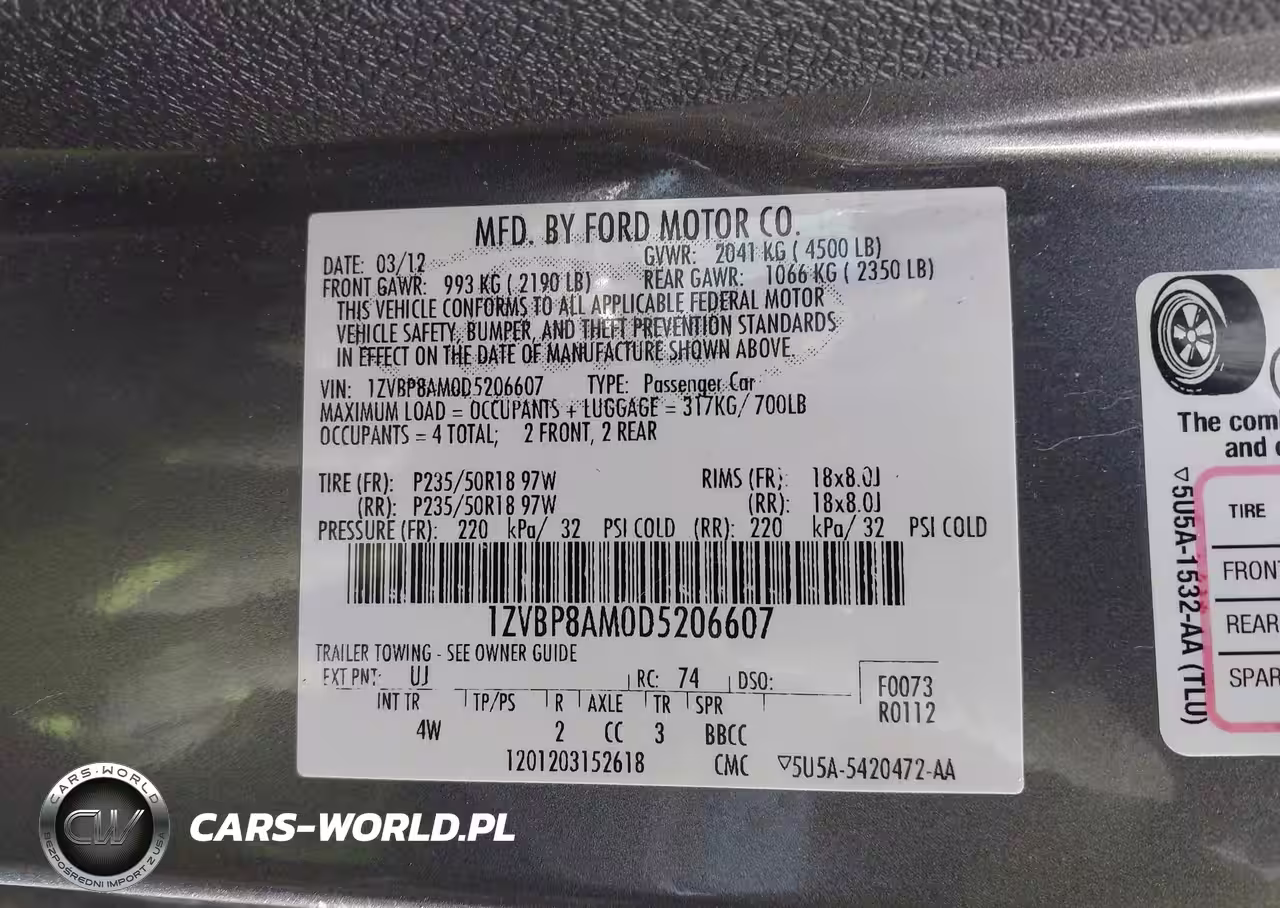 MFD. BY FORD MOTOR CO.
DATE: 03/12 GVWR: 2041 KG ( 4500 LB)
FRONT GAWR: 993 KG ( 2190 LB) REAR GAWR: 1066 KG ( 2350 LB)
THIS VEHICLE CONFORMS TO ALL APPLICABLE FEDERAL MOTOR
VEHICLE SAFETY, BUMPER, AND THEFT PREVENTION STANDARDS
IN EFFECT ON THE DATE OF MANUFACTURE SHOWN ABOVE.
VIN: 1ZVBP8AM0D5206607 TYPE: Passenger Car
MAXIMUM LOAD = OCCUPANTS + LUGGAGE = 317KG/ 700LB
OCCUPANTS = 4 TOTAL; 2 FRONT, 2 REAR
TIRE (FR): P235/50R18 97W RIMS (FR): 18x8.0J
(RR): P235/50R18 97W (RR): 18x8.0J
PRESSURE (FR): 220 kPa/ 32 PSI COLD (RR): 220 kPa/ 32 PSI COLD
1ZVBP8AM0D5206607
TRAILER TOWING - SEE OWNER GUIDE
EXT PNT: UJ RC: 74 DSO:
F0073
R0112
INT TR TP/PS R AXLE TR SPR
4W 2 CC 3 BBCC
1201203152618 CMC ▽5U5A-5420472-AA
The com
and
▽5U5A-1532-AA (TLU)
TIRE
FRONT
REAR
SPAR
CARS-WORLD
CW
BEZPOŚREDNI IMPORT Z USA
CARS-WORLD.PL